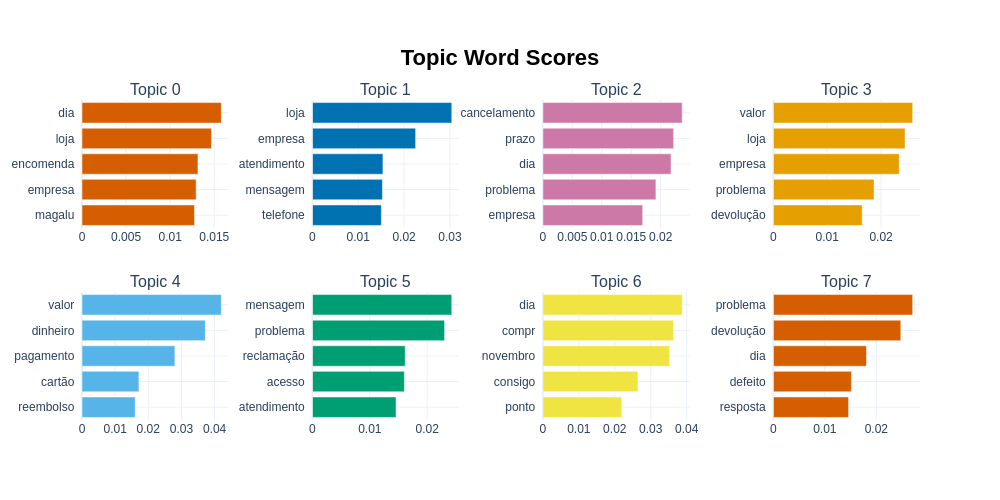 Topic Word Scores
Topic 0
dia
loja
encomenda
empresa
magalu
0 0.005 0.01 0.015
Topic 1
loja
empresa
atendimento
mensagem
telefone
0 0.01 0.02 0.03
Topic 2
cancelamento
prazo
dia
problema
empresa
0 0.005 0.01 0.015 0.02
Topic 3
valor
loja
empresa
problema
devolução
0 0.01 0.02
Topic 4
valor
dinheiro
pagamento
cartão
reembolso
0 0.01 0.02 0.03 0.04
Topic 5
mensagem
problema
reclamação
acesso
atendimento
0 0.01 0.02
Topic 6
dia
compr
novembro
consigo
ponto
0 0.01 0.02 0.03 0.04
Topic 7
problema
devolução
dia
defeito
resposta
0 0.01 0.02